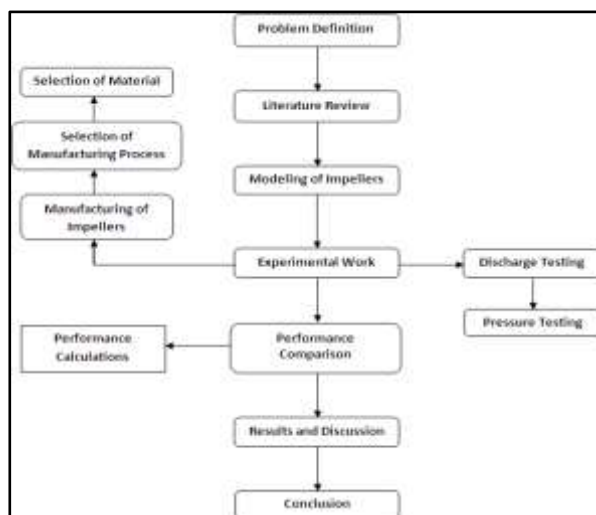 Problem Definition
Selection of Material
Literature Review
Selection of
Manufacturing Process
Modeling of Impellers
Manufacturing of
Impellers
Experimental Work
Discharge Testing
Pressure Testing
Performance
Calculations
Performance
Comparison
Results and Discussion
Conclusion